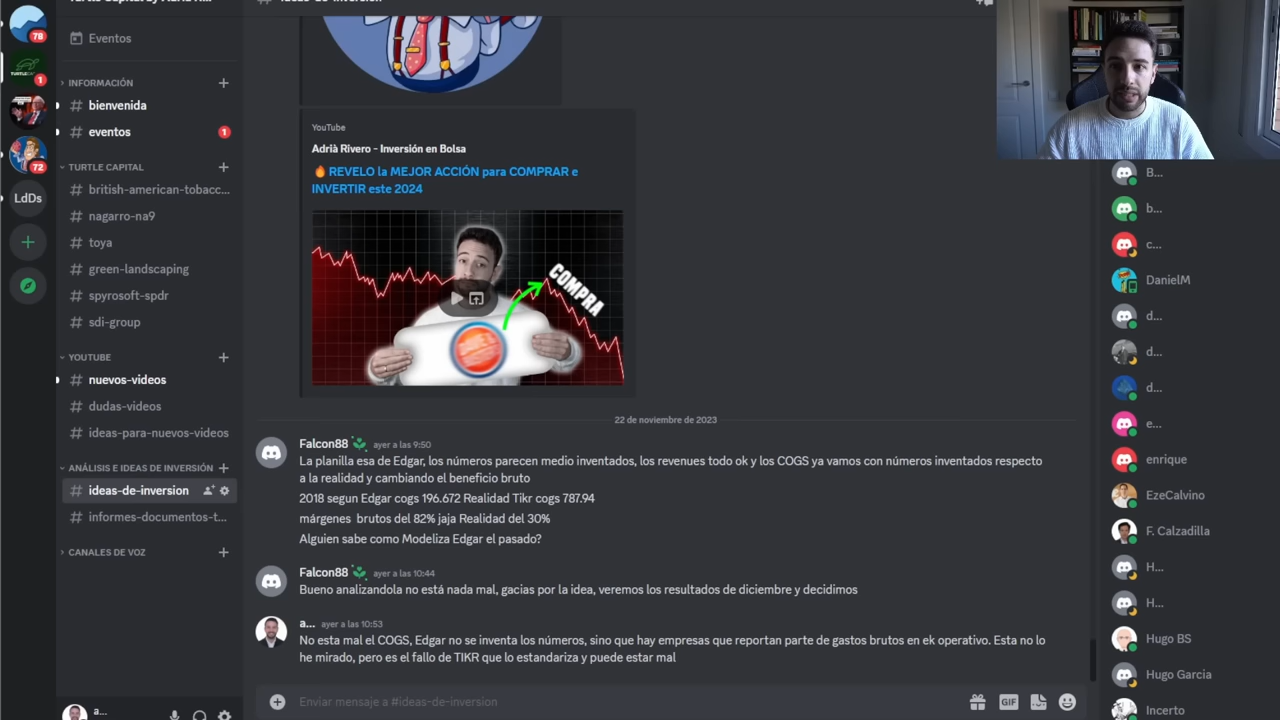 78
Eventos
TURTLE
1
INFORMACIÓN
bienvenida
eventos
1
TURTLE CAPITAL
72
british-american-tobacc...
LdDs
nagarro-na9
toya
green-landscaping
spyrosoft-spdr
sdi-group
YOUTUBE
nuevos-videos
dudas-videos
ideas-para-nuevos-videos
ANÁLISIS E IDEAS DE INVERSIÓN
ideas-de-inversion
informes-documentos-t...
CANALES DE VOZ
a...
YouTube
Adrià Rivero - Inversión en Bolsa
🔥REVELO la MEJOR ACCIÓN para COMPRAR e
INVERTIR este 2024
COMPRA
22 de noviembre de 2023
Falcon88 ayer a las 9:50
La planilla esa de Edgar, los números parecen medio inventados, los revenues todo ok y los COGS ya vamos con números inventados respecto
a la realidad y cambiando el beneficio bruto
2018 segun Edgar cogs 196.672 Realidad Tikr cogs 787.94
márgenes brutos del 82% jaja Realidad del 30%
Alguien sabe como Modeliza Edgar el pasado?
Falcon88 ayer a las 10:44
Bueno analizandola no está nada mal, gacias por la idea, veremos los resultados de diciembre y decidimos
a... ayer a las 10:53
No esta mal el COGS, Edgar no se inventa los números, sino que hay empresas que reportan parte de gastos brutos en ek operativo. Esta no lo
he mirado, pero es el fallo de TIKR que lo estandariza y puede estar mal
Enviar mensaje a #ideas-de-inversion
GIF
B...
b...
c...
DanielM
d...
d...
d...
e...
enrique
EzeCalvino
F. Calzadilla
H...
H...
Hugo BS
Hugo Garcia
Incerto